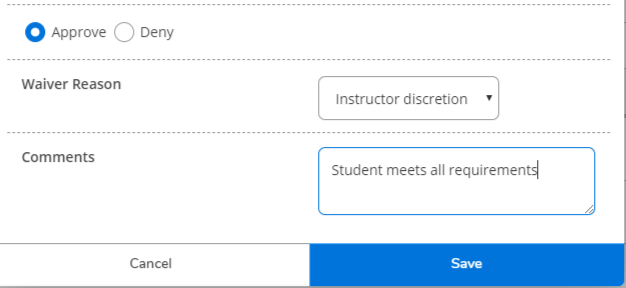 Approve Deny
Waiver Reason
Instructor discretion
Comments
Student meets all requirements
Cancel Save